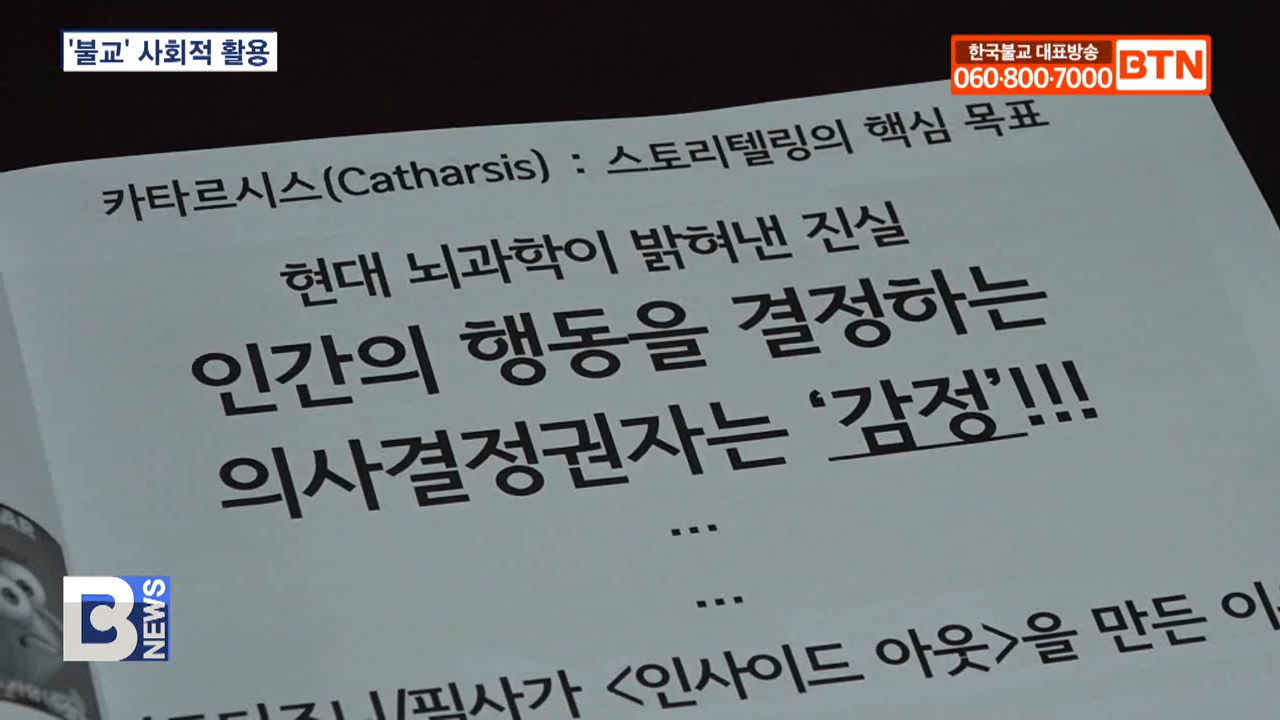 '불교' 사회적 활용
한국불교 대표방송
060·800·7000
BTN
카타르시스(Catharsis) : 스토리텔링의 핵심 목표
현대 뇌과학이 밝혀낸 진실
인간의 행동을 결정하는
의사결정권자는 ‘감정’!!!
...
...
/픽사가 <인사이드 아웃>을 만든
B NEWS